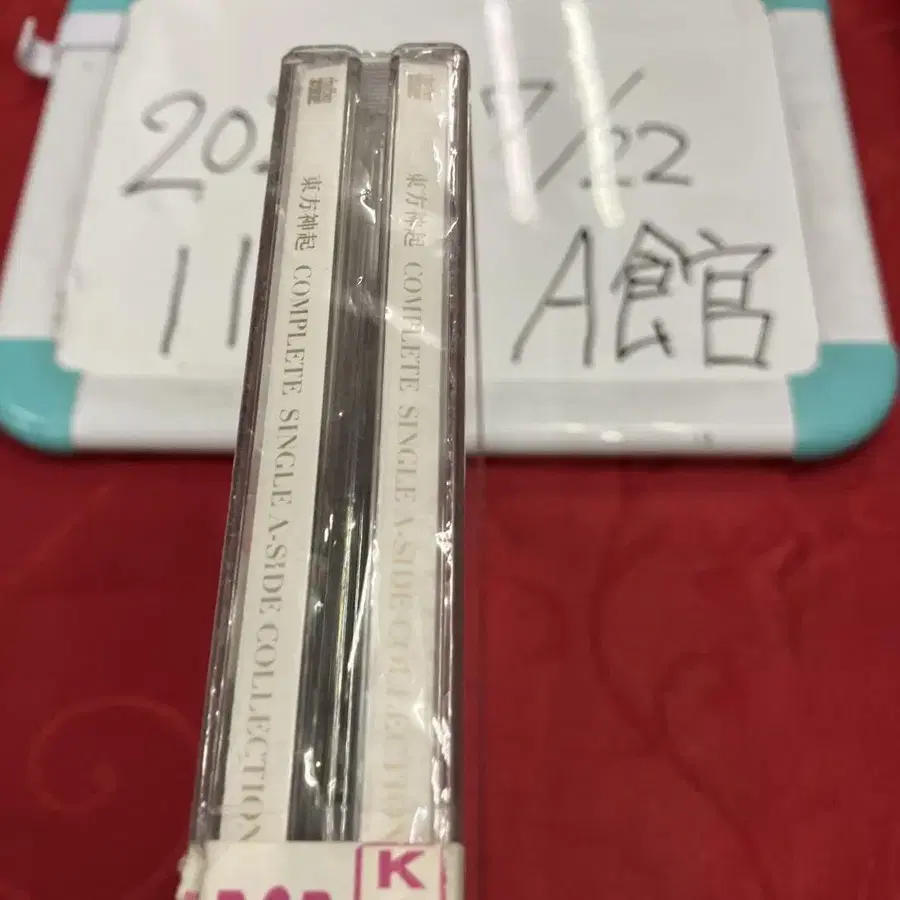 202
7/22
11
A館
東方神起 COMPLETE SINGLE A-SIDE COLLECTION
東方神起 COMPLETE SINGLE A-SIDE COLLECTION
K